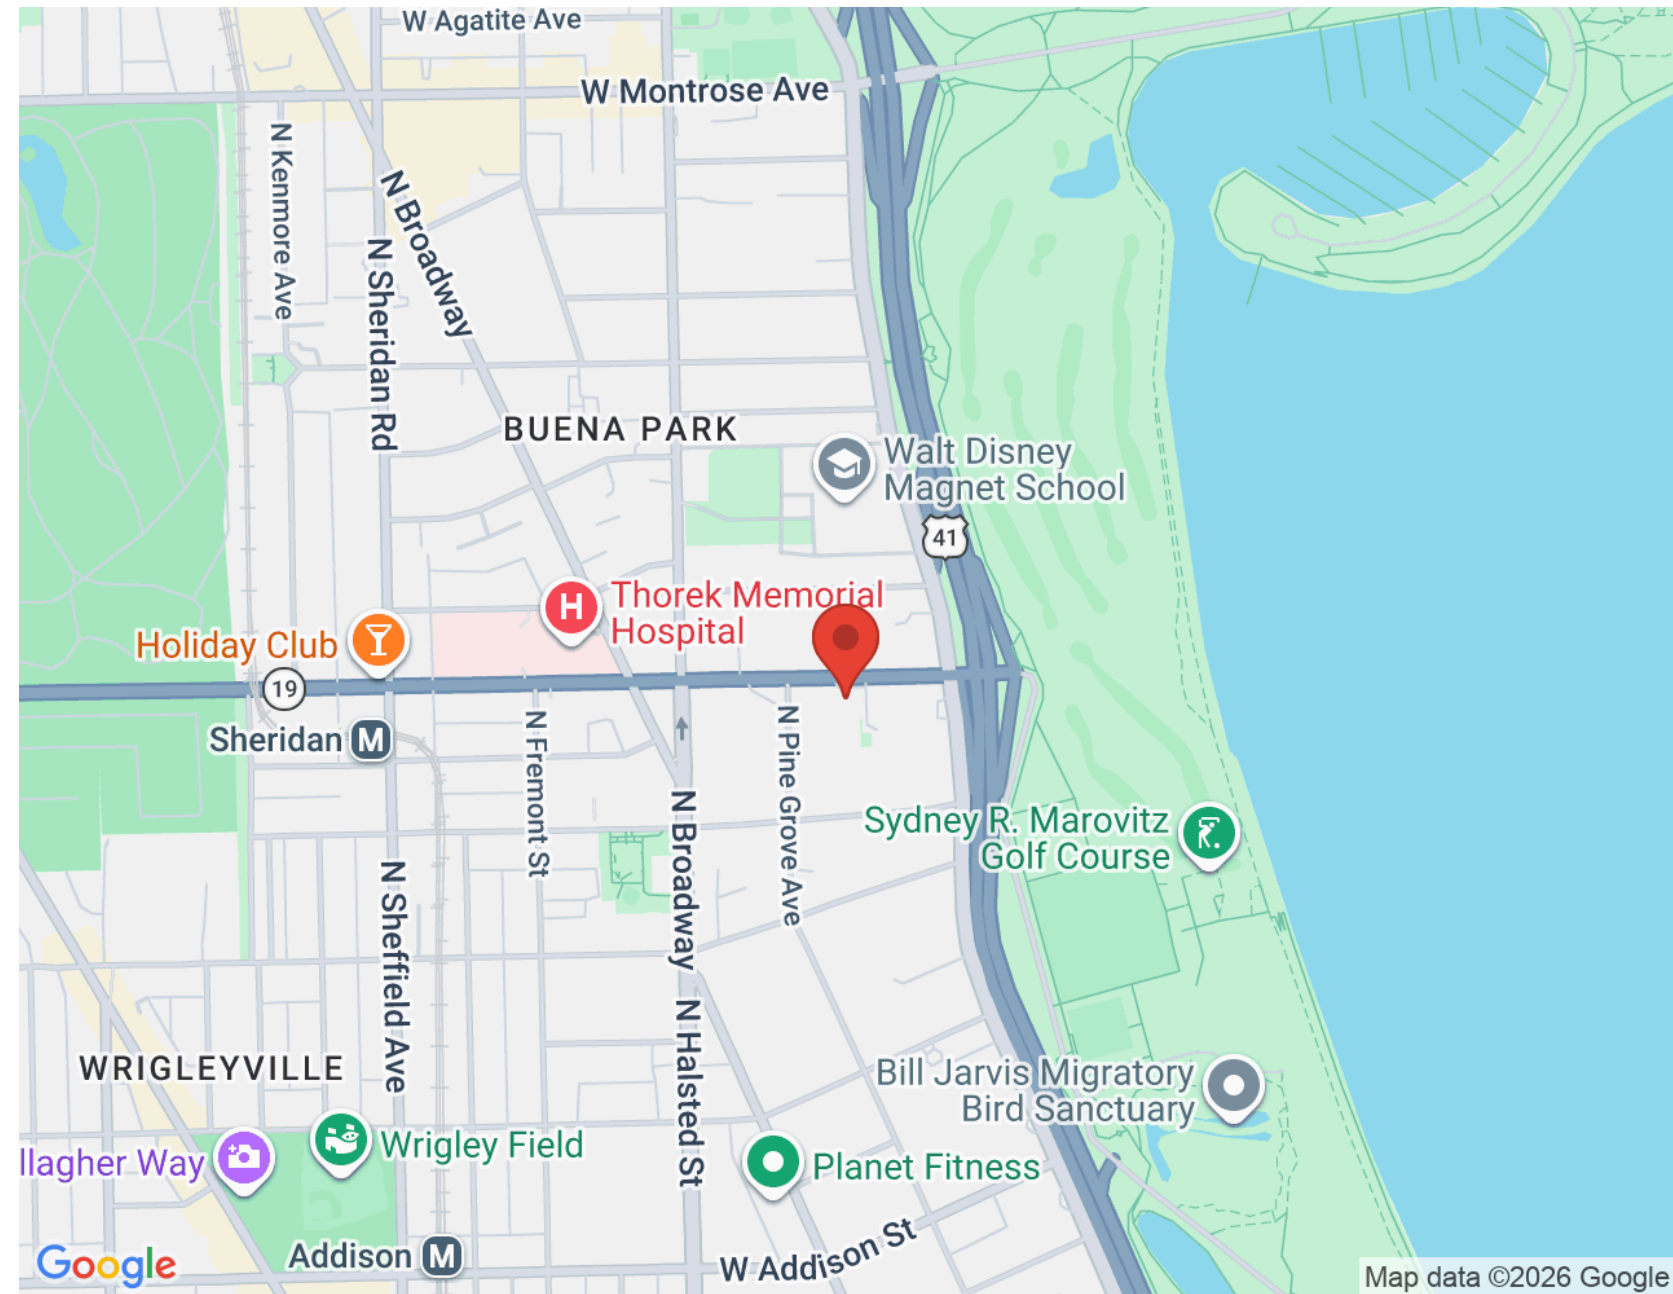 W Agatite Ave
W Montrose Ave
N Kenmore Ave
N Broadway
N Sheridan Rd
BUENA PARK
Walt Disney
Magnet School
41
Thorek Memorial
Hospital
H
Holiday Club
19
Sheridan M
N Fremont St
N Pine Grove Ave
N Broadway
Sydney R. Marovitz
Golf Course
N Sheffield Ave
N Halsted St
WRIGLEYVILLE
Bill Jarvis Migratory
Bird Sanctuary
llagher Way
Wrigley Field
Planet Fitness
Addison M
W Addison St
Google
Map data ©2026 Google